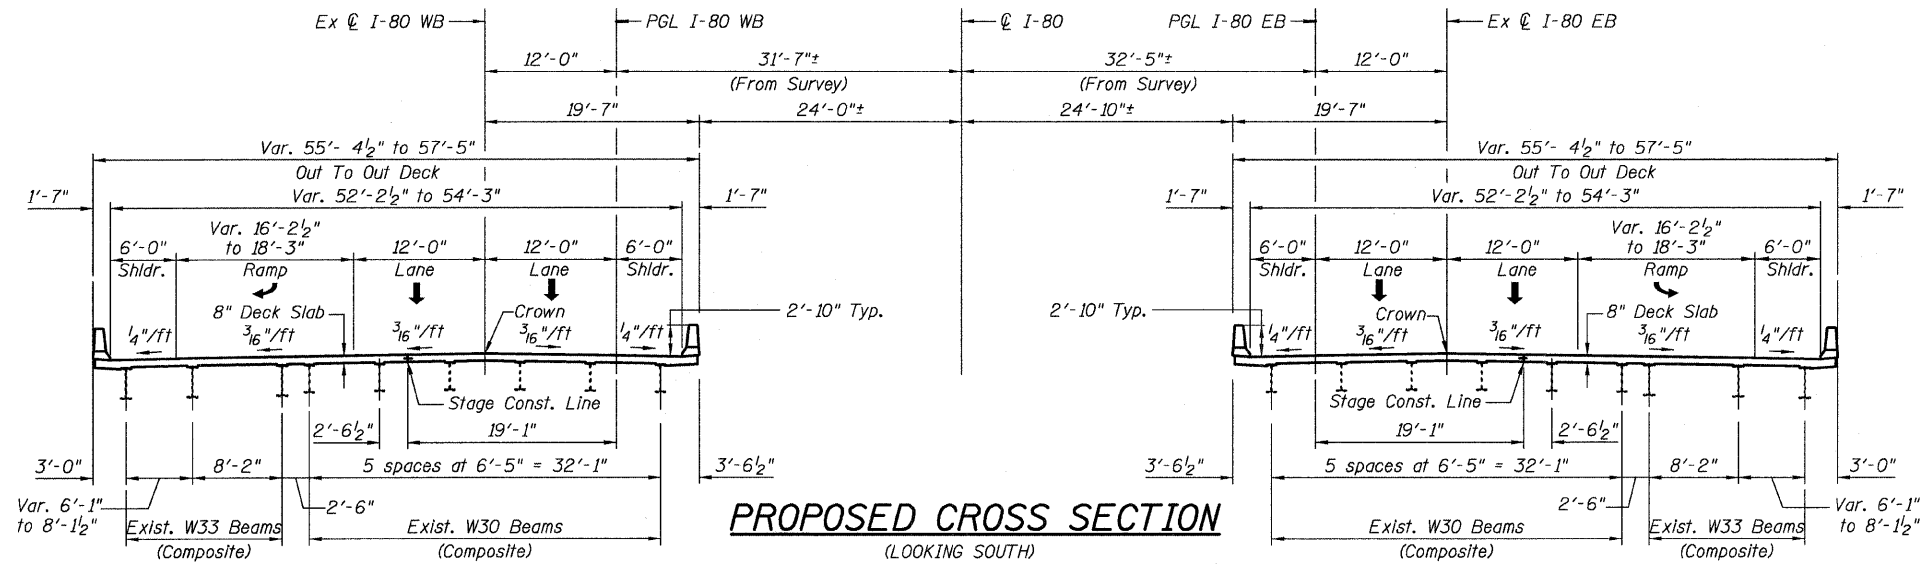 Ex ℄ I-80 WB
PGL I-80 WB
℄ I-80
PGL I-80 EB
Ex ℄ I-80 EB
12'-0"
31'-7"±
32'-5"±
12'-0"
(From Survey)
(From Survey)
19'-7"
24'-0"±
24'-10"±
19'-7"
Var. 55'- 4½" to 57'-5"
Var. 55'- 4½" to 57'-5"
Out To Out Deck
Out To Out Deck
1'-7"
Var. 52'-2½" to 54'-3"
1'-7"
1'-7"
Var. 52'-2½" to 54'-3"
1'-7"
Var. 16'-2½"
Var. 16'-2½"
6'-0"
to 18'-3"
12'-0"
12'-0"
6'-0"
6'-0"
12'-0"
12'-0"
to 18'-3"
6'-0"
Shldr.
Ramp
Lane
Lane
Shldr.
Shldr.
Lane
Lane
Ramp
Shldr.
8" Deck Slab
Crown
2'-10" Typ.
2'-10" Typ.
Crown
8" Deck Slab
¼"/ft
3/16"/ft
3/16"/ft
3/16"/ft
¼"/ft
¼"/ft
3/16"/ft
3/16"/ft
3/16"/ft
¼"/ft
Stage Const. Line
Stage Const. Line
2'-6½"
19'-1"
19'-1"
2'-6½"
3'-0"
8'-2"
5 spaces at 6'-5" = 32'-1"
3'-6½"
3'-6½"
5 spaces at 6'-5" = 32'-1"
8'-2"
3'-0"
Var. 6'-1"
to 8'-1½"
2'-6"
2'-6"
Var. 6'-1"
to 8'-1½"
Exist. W33 Beams
(Composite)
Exist. W30 Beams
(Composite)
PROPOSED CROSS SECTION
(LOOKING SOUTH)
Exist. W30 Beams
(Composite)
Exist. W33 Beams
(Composite)